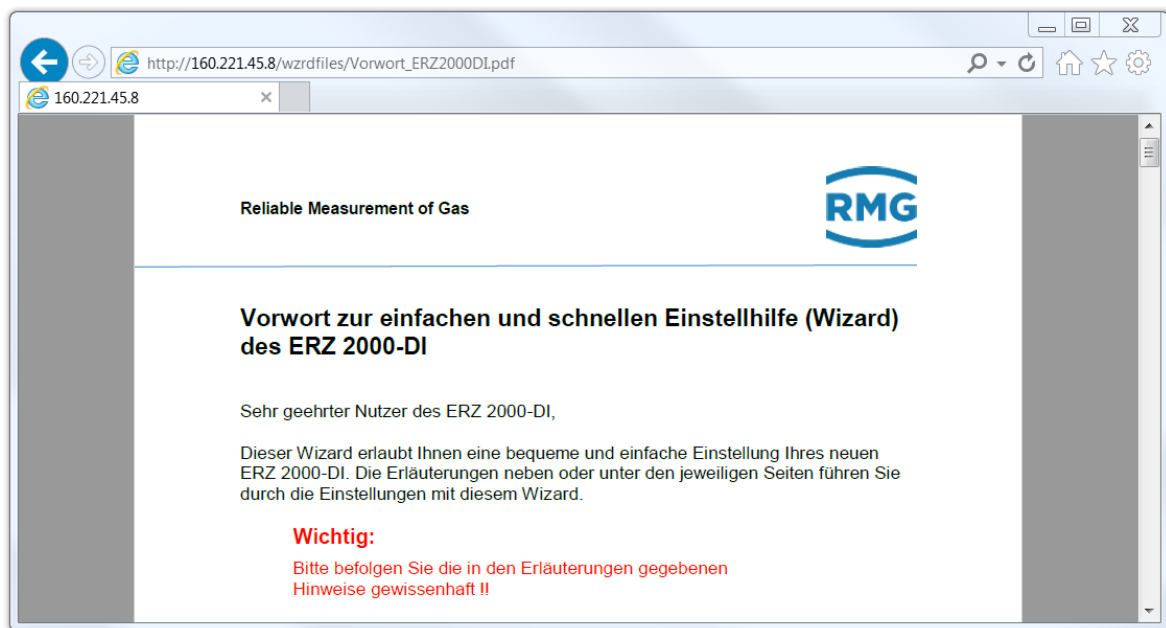 http://160.221.45.8/wzrdfiles/Vorwort_ERZ2000DI.pdf
160.221.45.8
Reliable Measurement of Gas
RMG
Vorwort zur einfachen und schnellen Einstellhilfe (Wizard)
des ERZ 2000-DI
Sehr geehrter Nutzer des ERZ 2000-DI,
Dieser Wizard erlaubt Ihnen eine bequeme und einfache Einstellung Ihres neuen
ERZ 2000-DI. Die Erläuterungen neben oder unter den jeweiligen Seiten führen Sie
durch die Einstellungen mit diesem Wizard.
Wichtig:
Bitte befolgen Sie die in den Erläuterungen gegebenen
Hinweise gewissenhaft !!